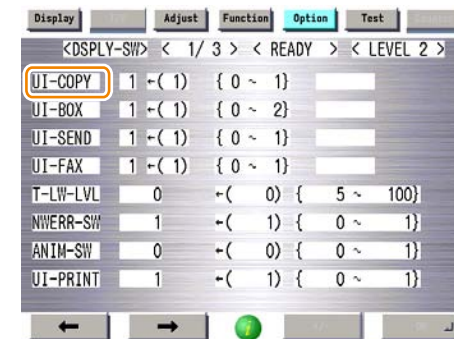 Display Adjust Function Option Test
<DSPLY-SW> < 1/ 3 > < READY > < LEVEL 2 >
UI-COPY 1 ←( 1) { 0 ~ 1}
UI-BOX 1 ←( 1) { 0 ~ 2}
UI-SEND 1 ←( 1) { 0 ~ 1}
UI-FAX 1 ←( 1) { 0 ~ 1}
T-LW-LVL 0 ←( 0) { 5 ~ 100}
NWERR-SW 1 ←( 1) { 0 ~ 1}
ANIM-SW 0 ←( 0) { 0 ~ 1}
UI-PRINT 1 ←( 1) { 0 ~ 1}
← → +/- OK